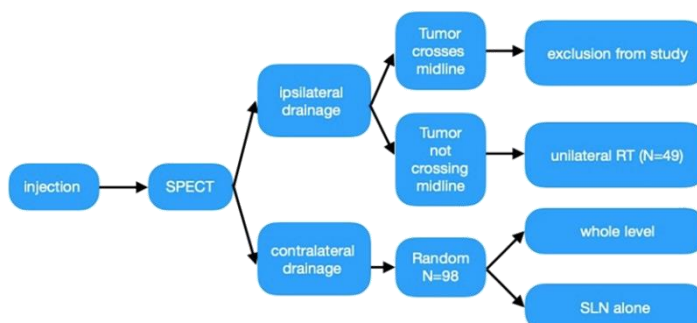 injection
SPECT
ipsilateral
drainage
contralateral
drainage
Tumor
crosses
midline
Tumor
not
crossing
midline
Random
N=98
exclusion from study
unilateral RT (N=49)
whole level
SLN alone